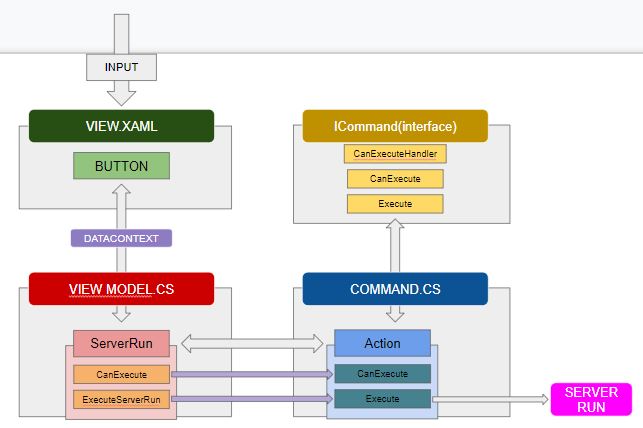 INPUT
VIEW.XAML
BUTTON
DATACONTEXT
VIEW MODEL.CS
ServerRun
CanExecute
ExecuteServerRun
ICommand(interface)
CanExecuteHandler
CanExecute
Execute
COMMAND.CS
Action
CanExecute
Execute
SERVER
RUN